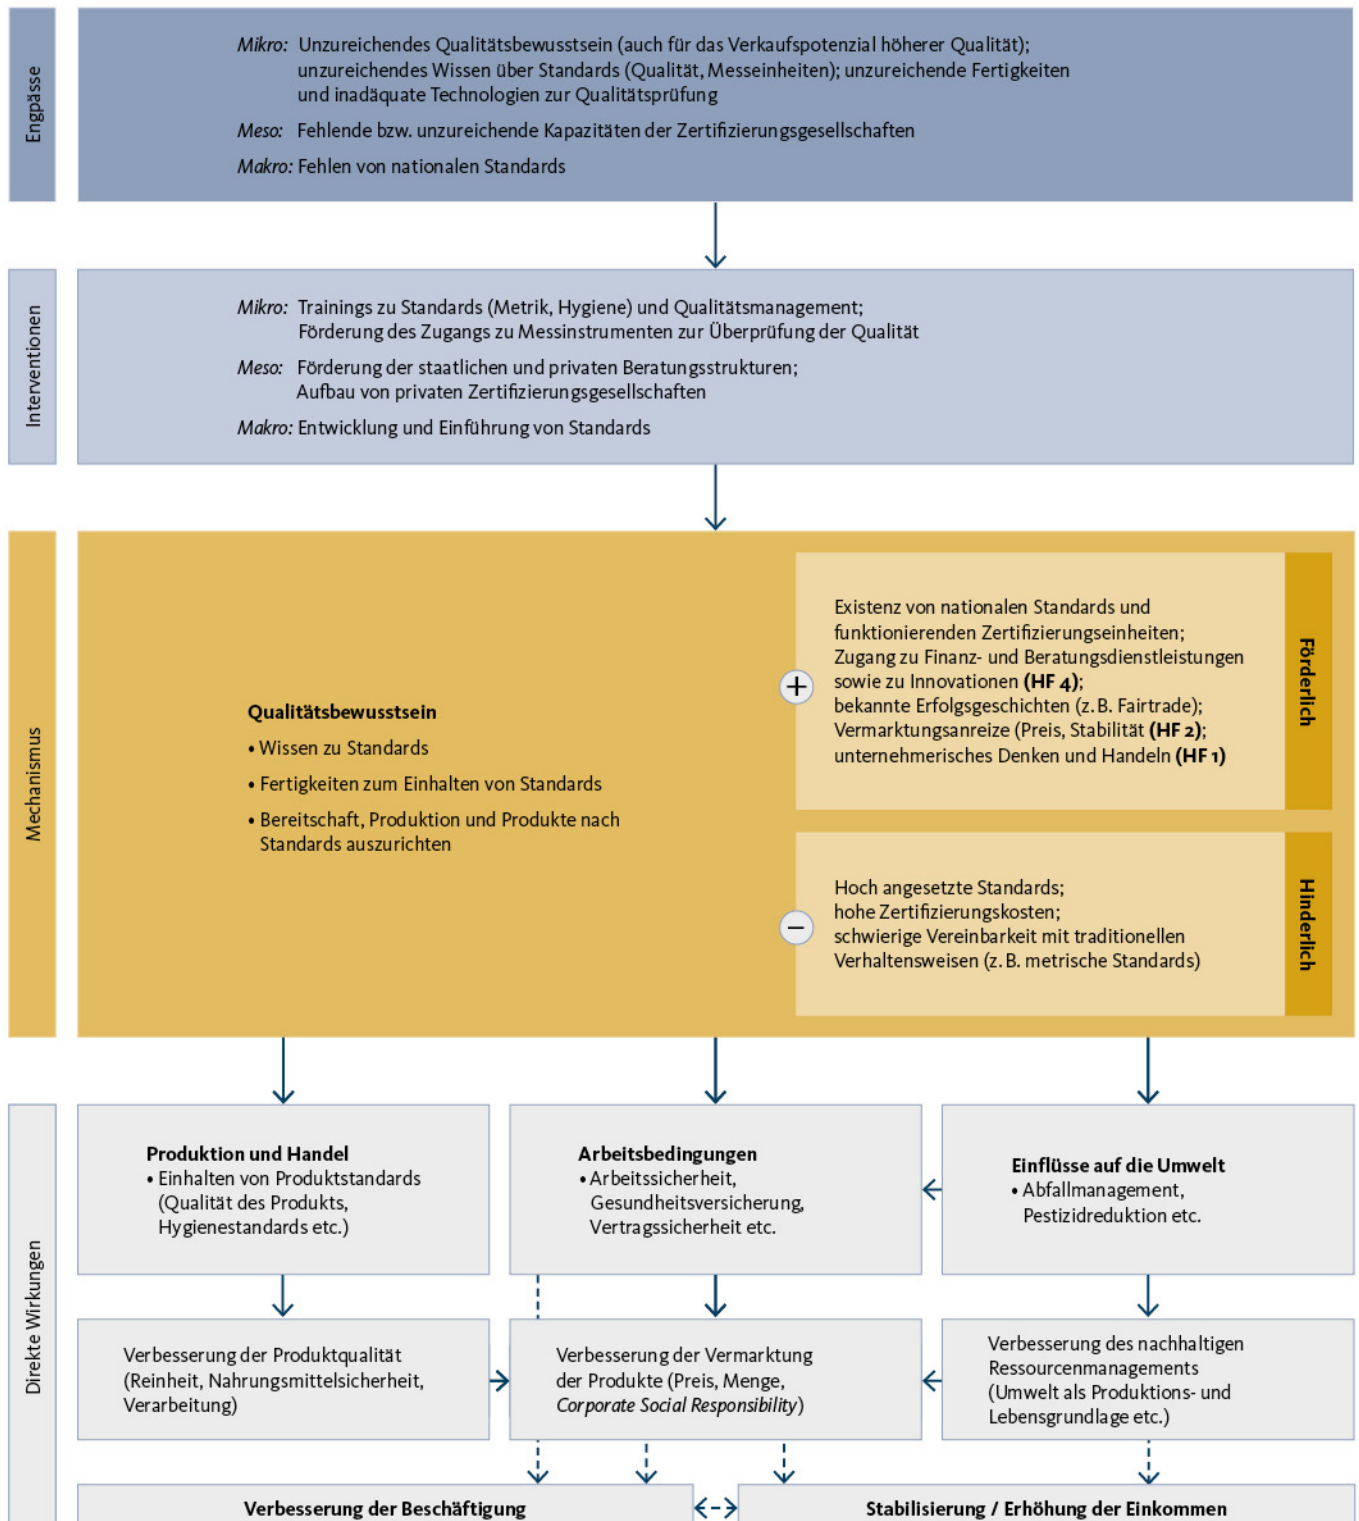 Engpässe
Mikro: Unzureichendes Qualitätsbewusstsein (auch für das Verkaufspotenzial höherer Qualität);
unzureichendes Wissen über Standards (Qualität, Messeinheiten); unzureichende Fertigkeiten
und inadäquate Technologien zur Qualitätsprüfung
Meso: Fehlende bzw. unzureichende Kapazitäten der Zertifizierungsgesellschaften
Makro: Fehlen von nationalen Standards
Interventionen
Mikro: Trainings zu Standards (Metrik, Hygiene) und Qualitätsmanagement;
Förderung des Zugangs zu Messinstrumenten zur Überprüfung der Qualität
Meso: Förderung der staatlichen und privaten Beratungsstrukturen;
Aufbau von privaten Zertifizierungsgesellschaften
Makro: Entwicklung und Einführung von Standards
Mechanismus
Qualitätsbewusstsein
• Wissen zu Standards
• Fertigkeiten zum Einhalten von Standards
• Bereitschaft, Produktion und Produkte nach
Standards auszurichten
+
Existenz von nationalen Standards und
funktionierenden Zertifizierungseinheiten;
Zugang zu Finanz- und Beratungsdienstleistungen
sowie zu Innovationen (HF 4);
bekannte Erfolgsgeschichten (z. B. Fairtrade);
Vermarktungsanreize (Preis, Stabilität (HF 2);
unternehmerisches Denken und Handeln (HF 1)
Förderlich
–
Hoch angesetzte Standards;
hohe Zertifizierungskosten;
schwierige Vereinbarkeit mit traditionellen
Verhaltensweisen (z. B. metrische Standards)
Hinderlich
Direkte Wirkungen
Produktion und Handel
• Einhalten von Produktstandards
(Qualität des Produkts,
Hygienestandards etc.)
Arbeitsbedingungen
• Arbeitssicherheit,
Gesundheitsversicherung,
Vertragssicherheit etc.
Einflüsse auf die Umwelt
• Abfallmanagement,
Pestizidreduktion etc.
Verbesserung der Produktqualität
(Reinheit, Nahrungsmittelsicherheit,
Verarbeitung)
Verbesserung der Vermarktung
der Produkte (Preis, Menge,
Corporate Social Responsibility)
Verbesserung des nachhaltigen
Ressourcenmanagements
(Umwelt als Produktions- und
Lebensgrundlage etc.)
Verbesserung der Beschäftigung
Stabilisierung / Erhöhung der Einkommen